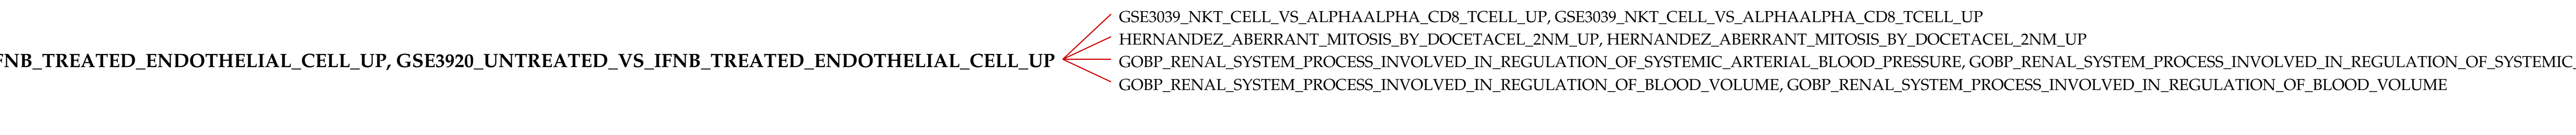 GSE3039_NKT_CELL_VS_ALPHAALPHA_CD8_TCELL_UP, GSE3039_NKT_CELL_VS_ALPHAALPHA_CD8_TCELL_UP
HERNANDEZ_ABERRANT_MITOSIS_BY_DOCETACEL_2NM_UP, HERNANDEZ_ABERRANT_MITOSIS_BY_DOCETACEL_2NM_UP
FNB_TREATED_ENDOTHELIAL_CELL_UP, GSE3920_UNTREATED_VS_IFNB_TREATED_ENDOTHELIAL_CELL_UP
GOBP_RENAL_SYSTEM_PROCESS_INVOLVED_IN_REGULATION_OF_SYSTEMIC_ARTERIAL_BLOOD_PRESSURE, GOBP_RENAL_SYSTEM_PROCESS_INVOLVED_IN_REGULATION_OF_SYSTEMIC_
GOBP_RENAL_SYSTEM_PROCESS_INVOLVED_IN_REGULATION_OF_BLOOD_VOLUME, GOBP_RENAL_SYSTEM_PROCESS_INVOLVED_IN_REGULATION_OF_BLOOD_VOLUME